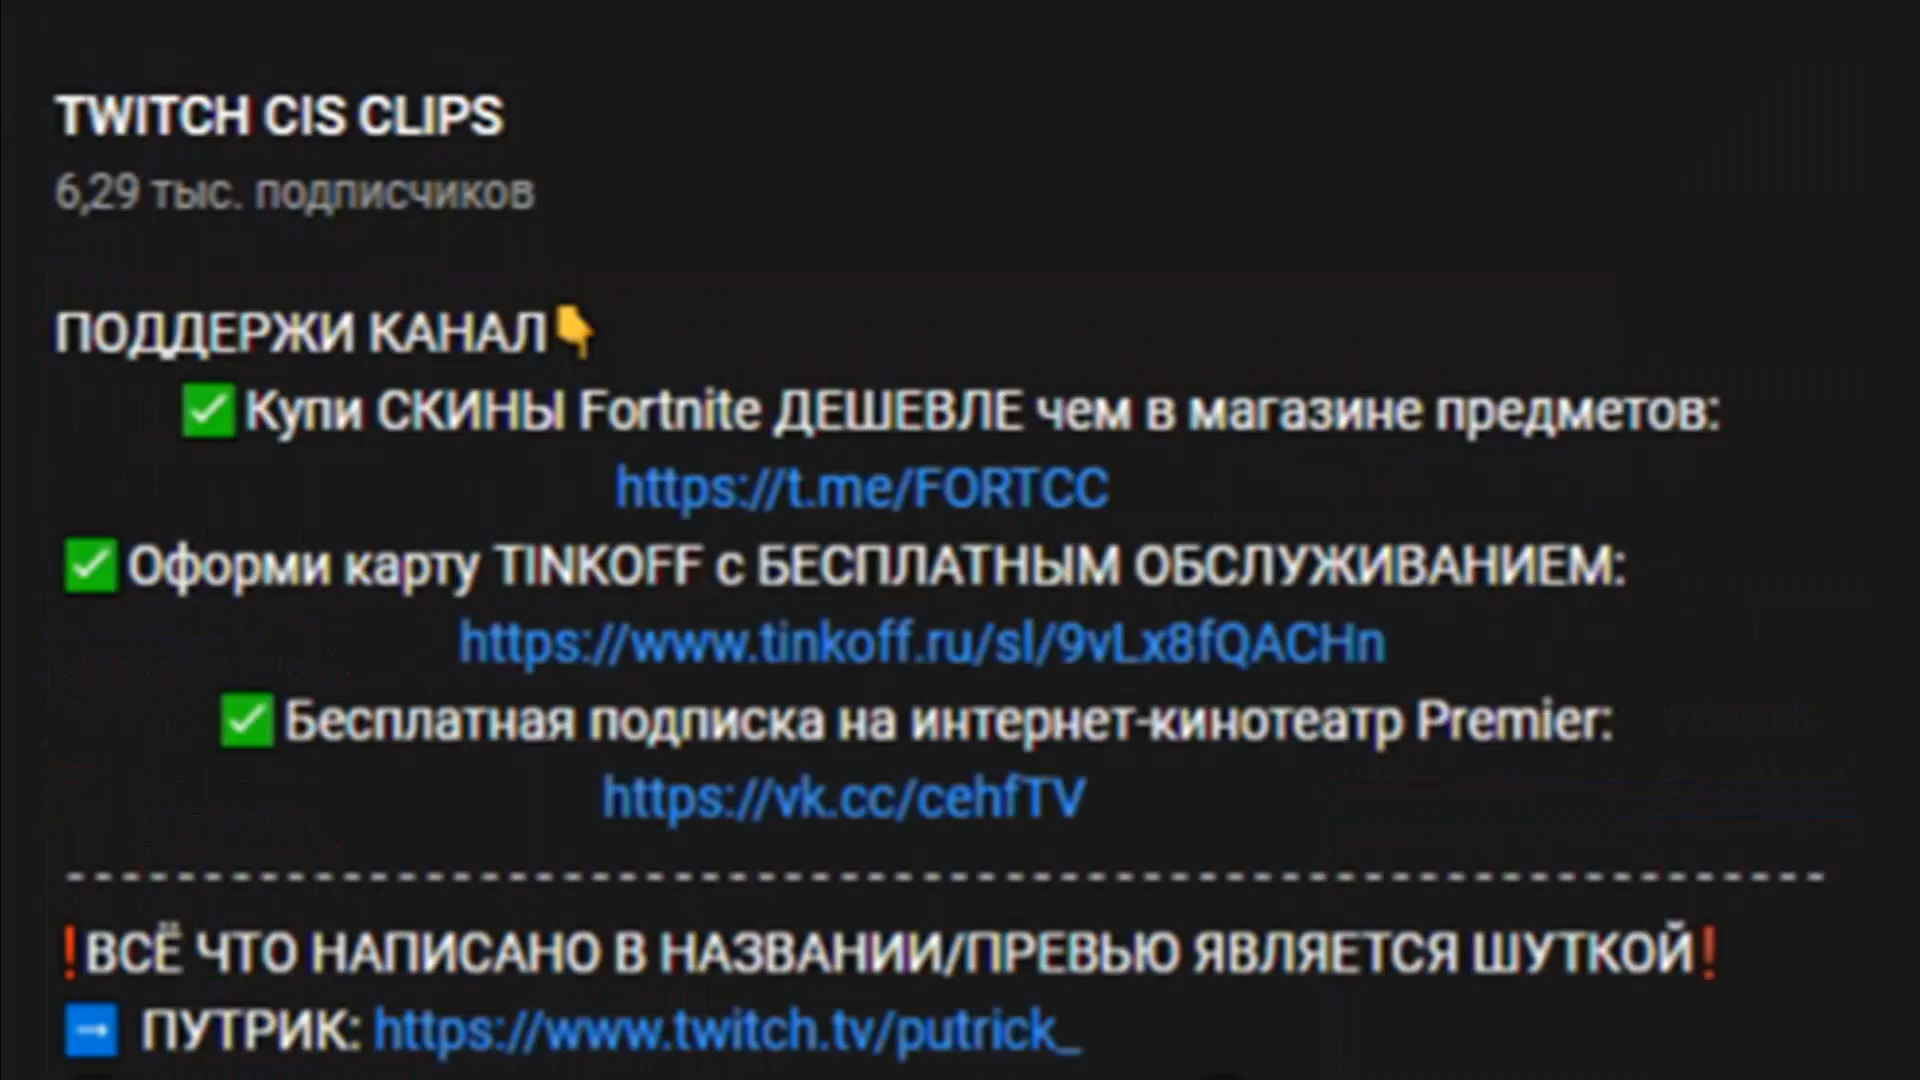 TWITCH CIS CLIPS
6,29 тыс. подписчиков
ПОДДЕРЖИ КАНАЛ👇
✅ Купи СКИНЫ Fortnite ДЕШЕВЛЕ чем в магазине предметов:
https://t.me/FORTCC
✅ Оформи карту TINKOFF с БЕСПЛАТНЫМ ОБСЛУЖИВАНИЕМ:
https://www.tinkoff.ru/sl/9vLx8fQACHn
✅ Бесплатная подписка на интернет-кинотеатр Premier:
https://vk.cc/cehfTV
------------------------------------------------
❗ВСЁ ЧТО НАПИСАНО В НАЗВАНИИ/ПРЕВЬЮ ЯВЛЯЕТСЯ ШУТКОЙ❗
➡ ПУТРИК: https://www.twitch.tv/putrick_